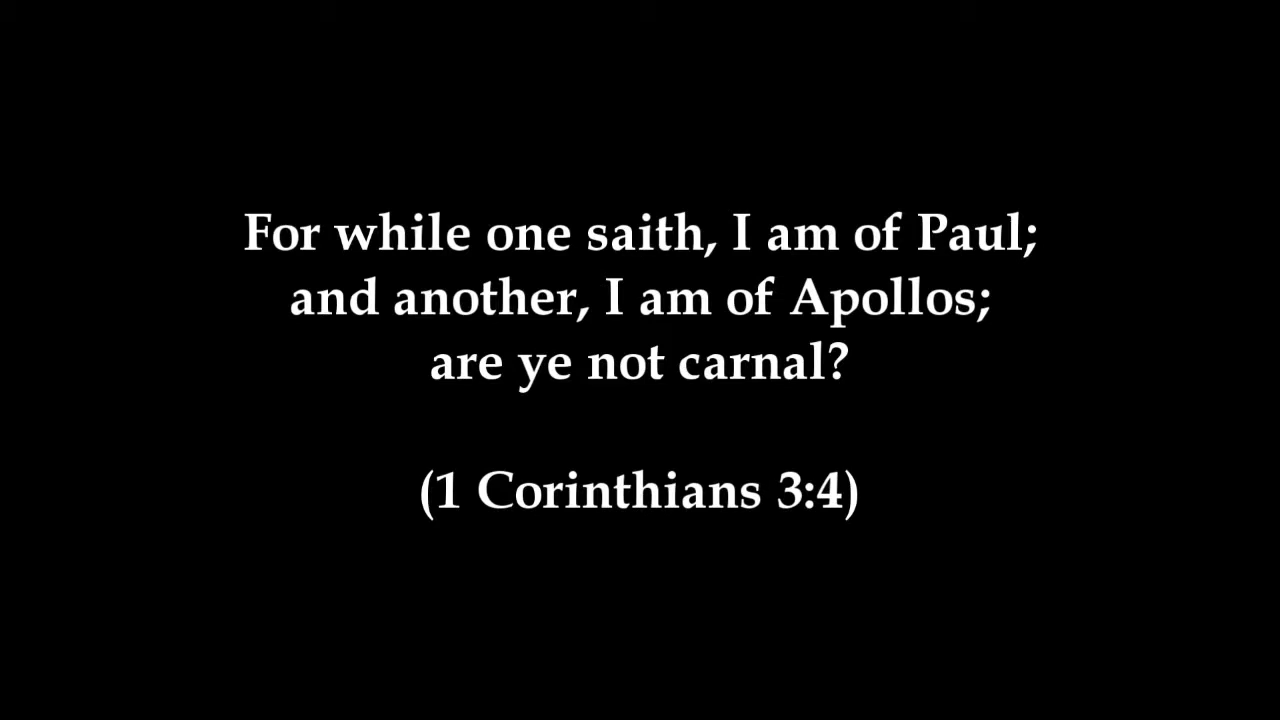 For while one saith, I am of Paul;
and another, I am of Apollos;
are ye not carnal?
(1 Corinthians 3:4)